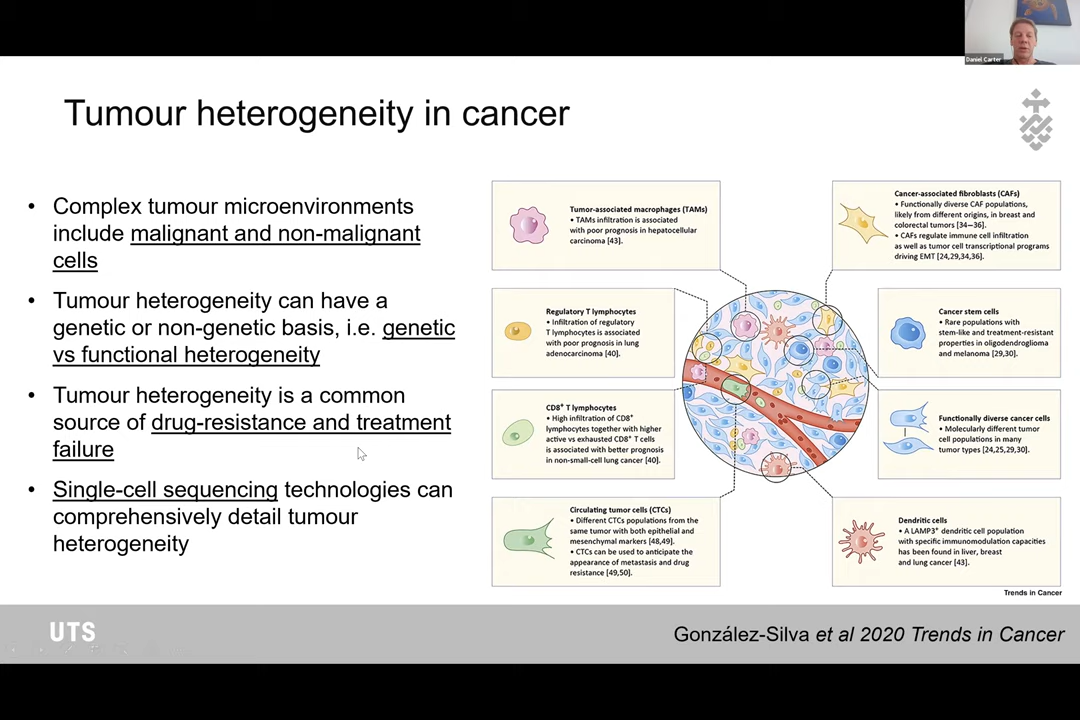 Daniel Carter
Tumour heterogeneity in cancer
• Complex tumour microenvironments
include malignant and non-malignant
cells
• Tumour heterogeneity can have a
genetic or non-genetic basis, i.e. genetic
vs functional heterogeneity
• Tumour heterogeneity is a common
source of drug-resistance and treatment
failure
• Single-cell sequencing technologies can
comprehensively detail tumour
heterogeneity
Tumor-associated macrophages (TAMs)
• TAMs infiltration is associated
with poor prognosis in hepatocellular
carcinoma [43].
Regulatory T lymphocytes
• Infiltration of regulatory
T lymphocytes is associated
with poor prognosis in lung
adenocarcinoma [40].
CD8⁺ T lymphocytes
• High infiltration of CD8⁺
lymphocytes together with higher
active vs exhausted CD8⁺ T cells
is associated with better prognosis
in non-small-cell lung cancer [40].
Circulating tumor cells (CTCs)
• Different CTCs populations from the
same tumor with both epithelial and
mesenchymal markers [48,49].
• CTCs can be used to anticipate the
appearance of metastasis and drug
resistance [49,50].
Cancer-associated fibroblasts (CAFs)
• Functionally diverse CAF populations,
likely from different origins, in breast and
colorectal tumors [34–36].
• CAFs regulate immune cell infiltration
as well as tumor cell transcriptional programs
driving EMT [24,29,34,36].
Cancer stem cells
• Rare populations with
stem-like and treatment-resistant
properties in oligodendroglioma
and melanoma [29,30].
Functionally diverse cancer cells
• Molecularly different tumor
cell populations in many
tumor types [24,25,29,30].
Dendritic cells
• A LAMP3⁺ dendritic cell population
with specific immunomodulation capacities
has been found in liver, breast
and lung cancer [43].
Trends in Cancer
UTS
González-Silva et al 2020 Trends in Cancer